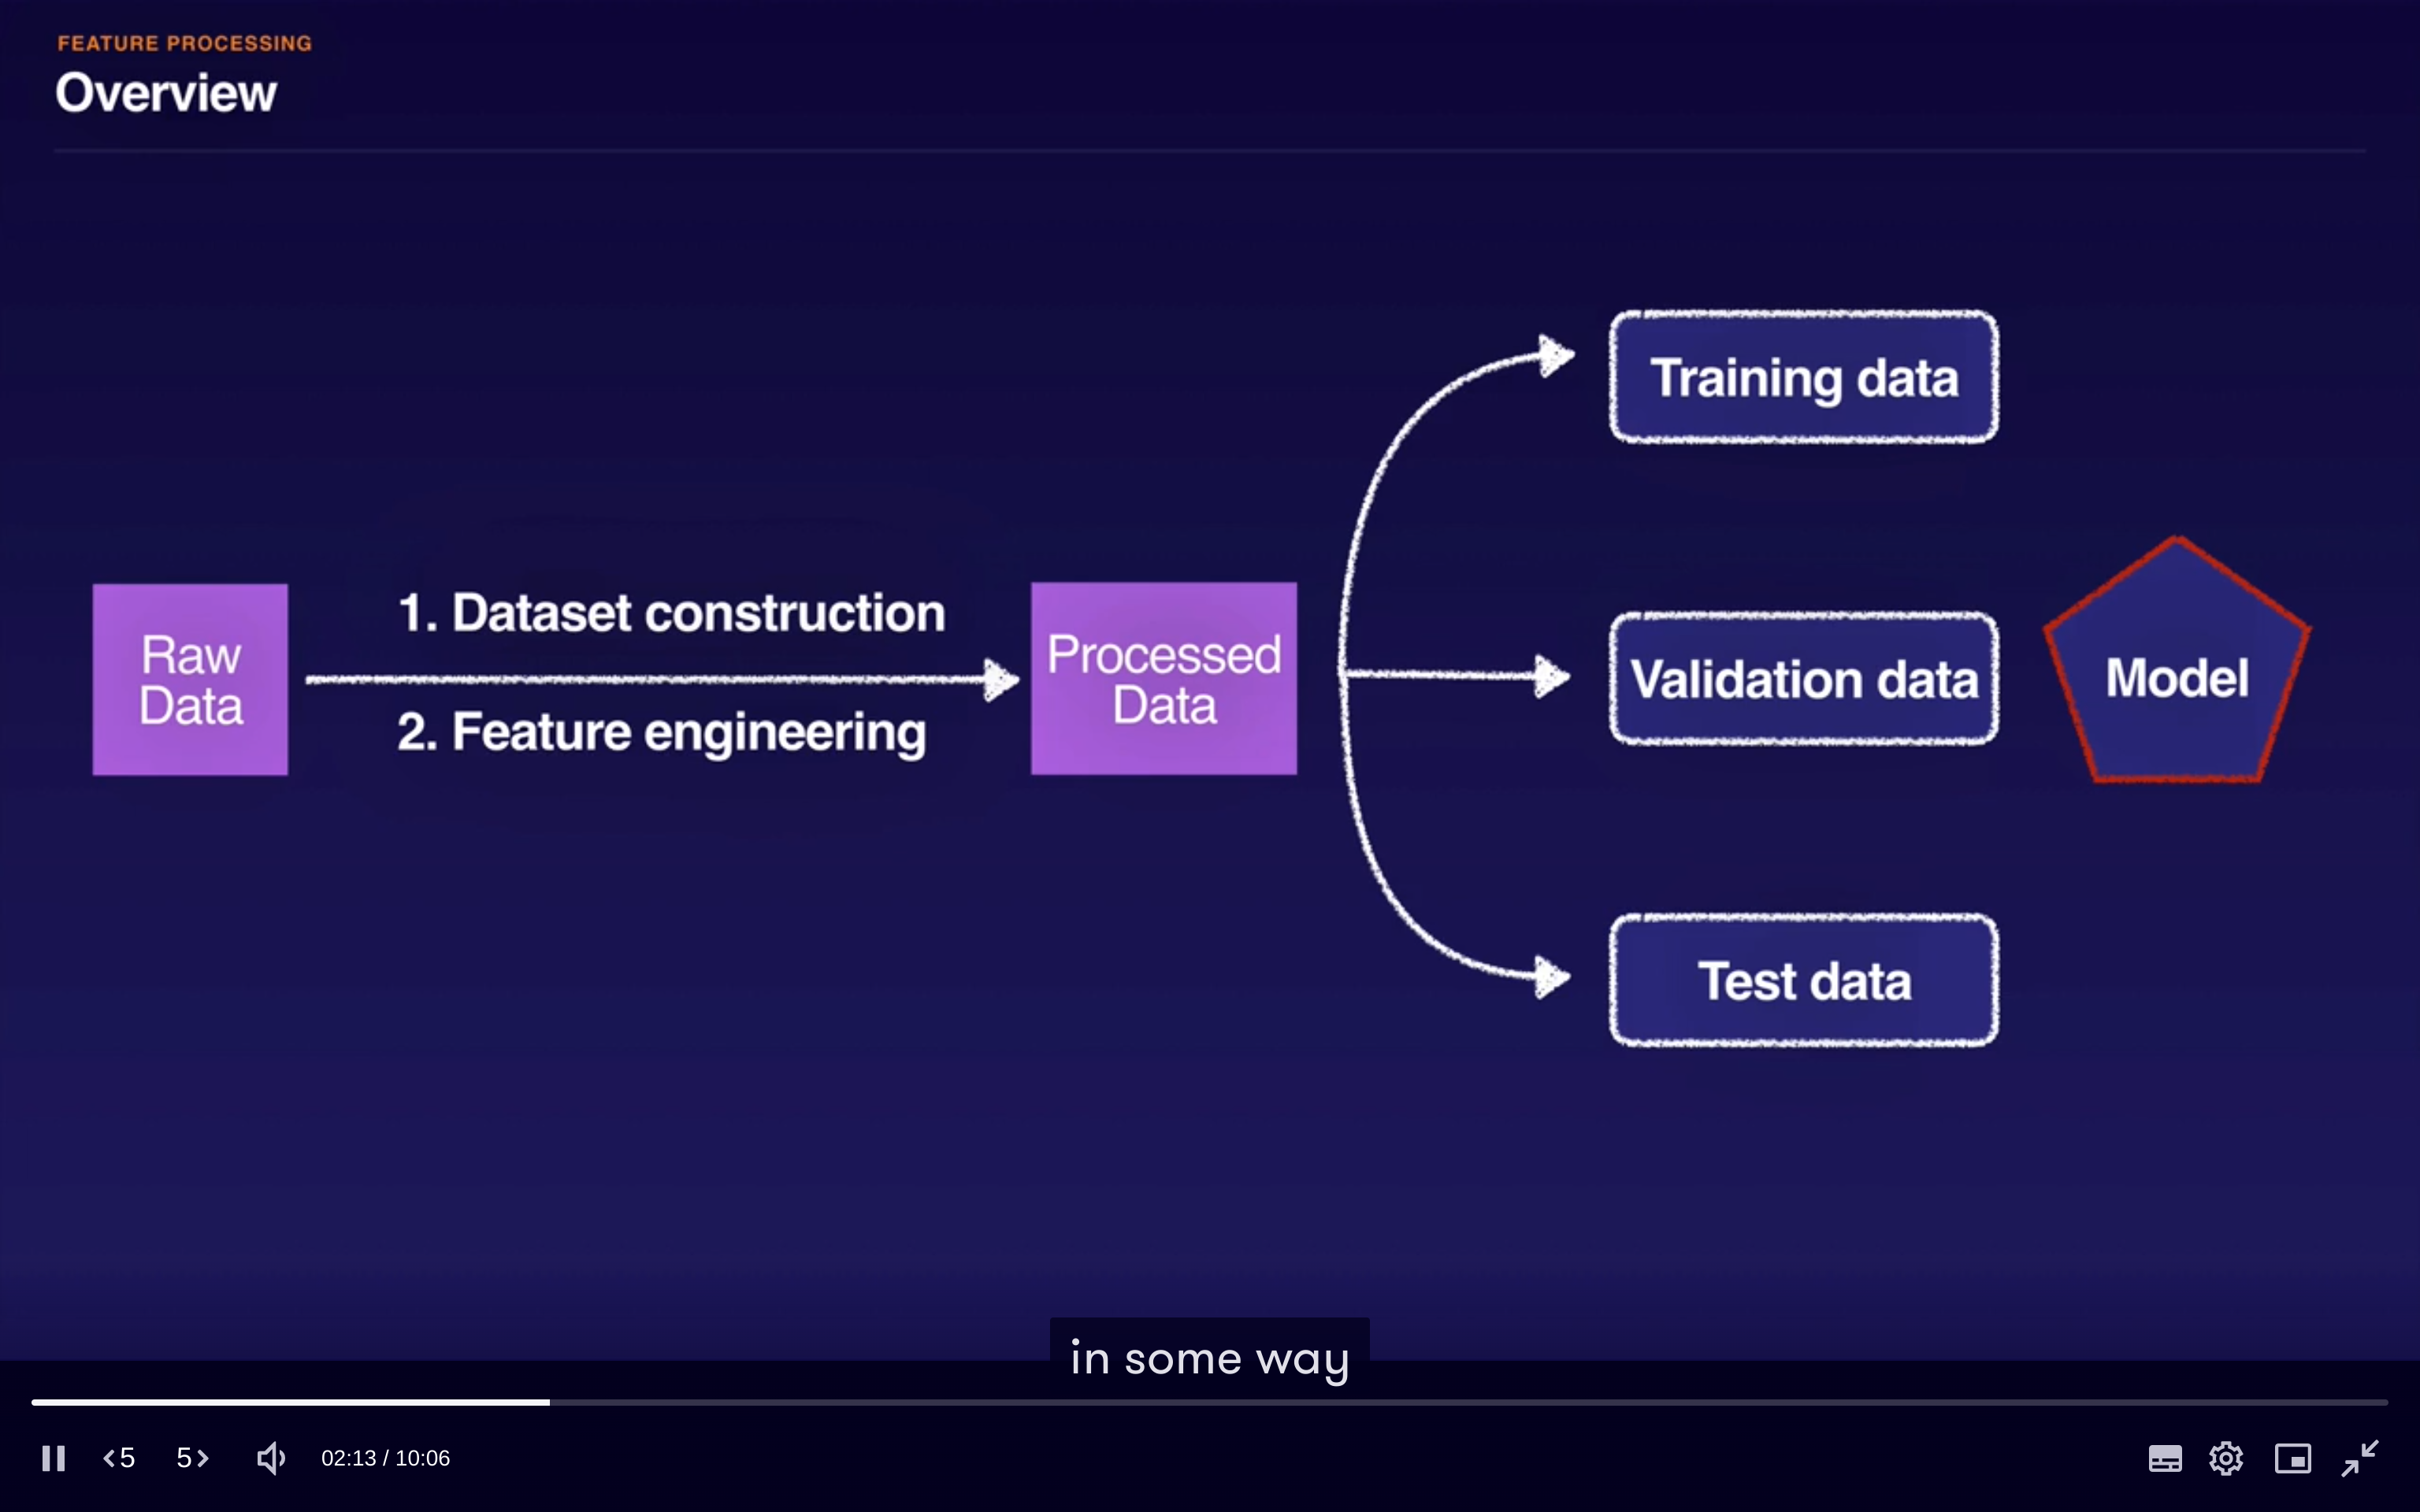 FEATURE PROCESSING
Overview
Raw
Data
1. Dataset construction
2. Feature engineering
Processed
Data
Training data
Validation data
Test data
Model
in some way
<5
5>
02:13 / 10:06